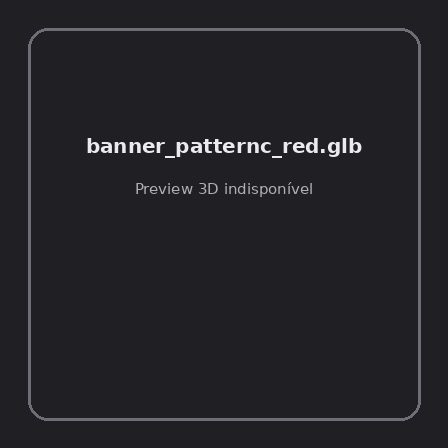 banner_patternc_red.glb
Preview 3D indisponível